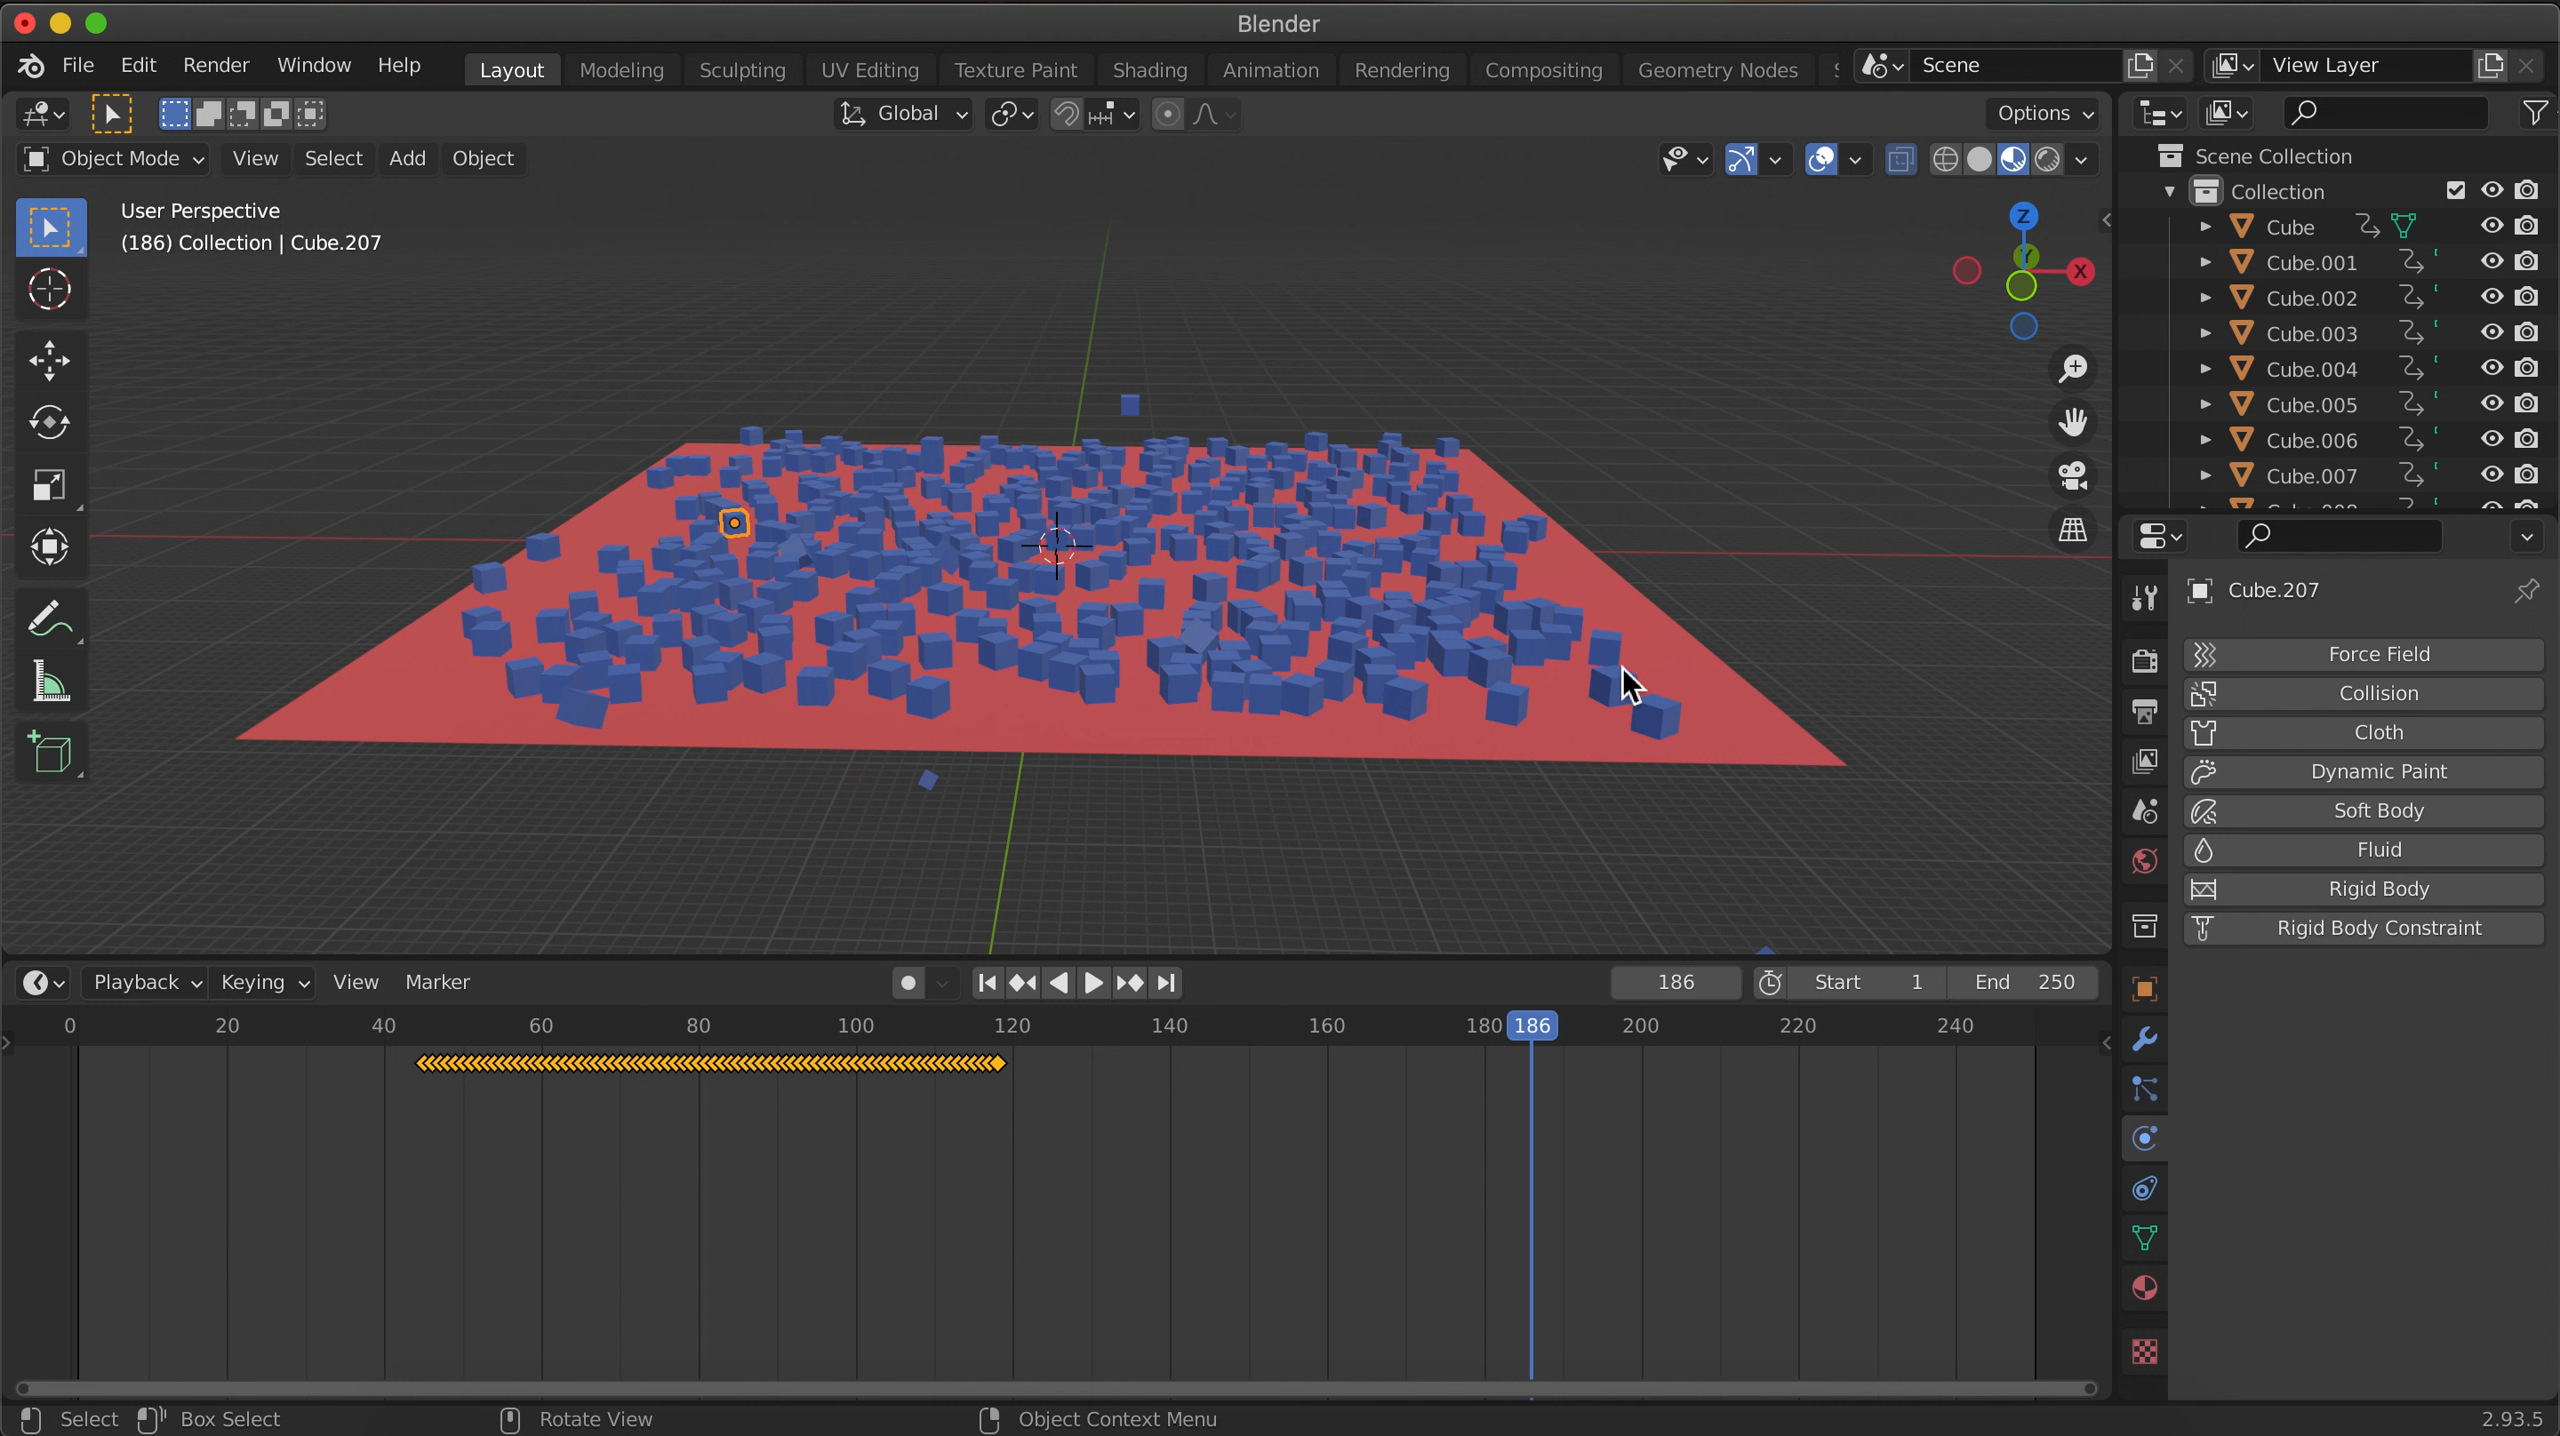 Blender
File Edit Render Window Help Layout Modeling Sculpting UV Editing Texture Paint Shading Animation Rendering Compositing Geometry Nodes Scene View Layer
Global Options
Object Mode View Select Add Object
User Perspective
(186) Collection | Cube.207
Z
Y
X
Scene Collection
Collection
Cube
Cube.001
Cube.002
Cube.003
Cube.004
Cube.005
Cube.006
Cube.007
Cube.207
Force Field
Collision
Cloth
Dynamic Paint
Soft Body
Fluid
Rigid Body
Rigid Body Constraint
Playback Keying View Marker 186 Start 1 End 250
0 20 40 60 80 100 120 140 160 180 186 200 220 240
Select Box Select Rotate View Object Context Menu 2.93.5